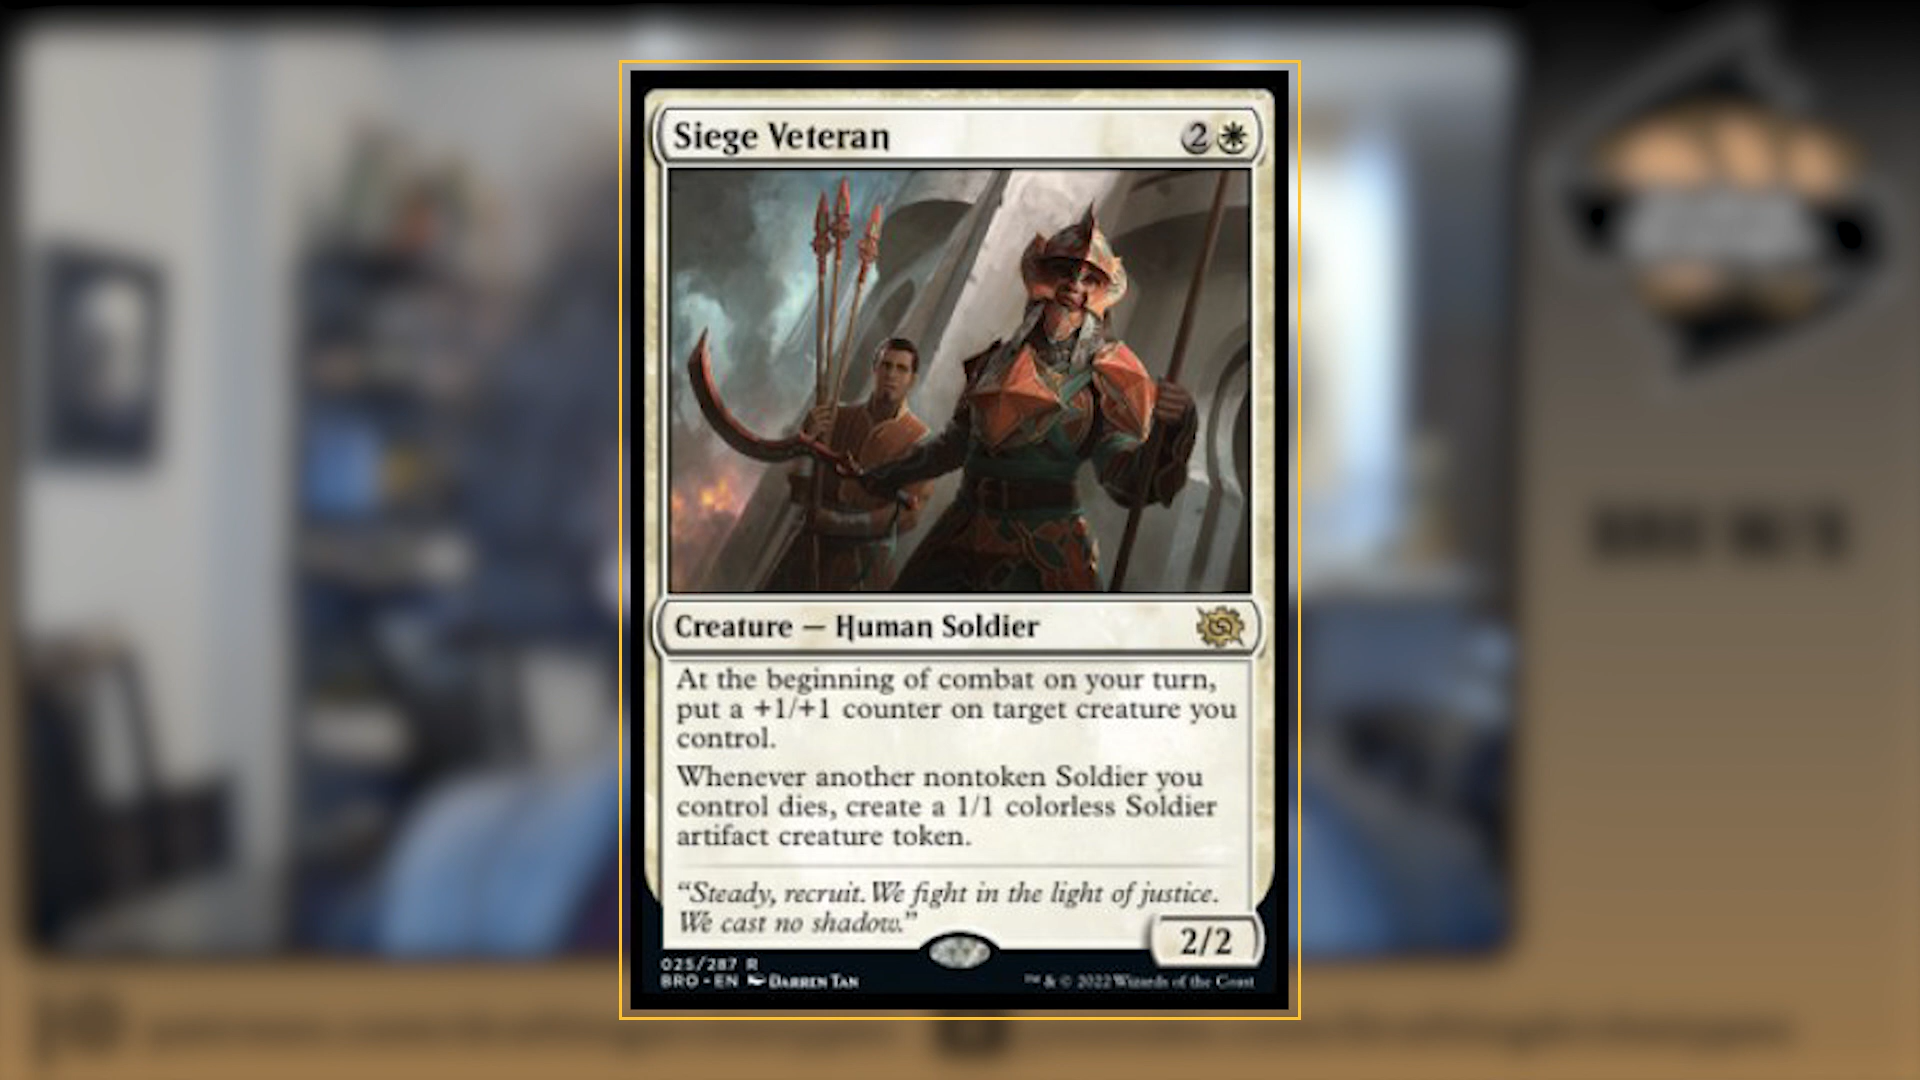 Siege Veteran
2
Creature — Human Soldier
At the beginning of combat on your turn,
put a +1/+1 counter on target creature you
control.
Whenever another nontoken Soldier you
control dies, create a 1/1 colorless Soldier
artifact creature token.
“Steady, recruit. We fight in the light of justice.
We cast no shadow.”
2/2
025/287 R
BRO • EN DARREN TAN
™ & © 2022 Wizards of the Coast